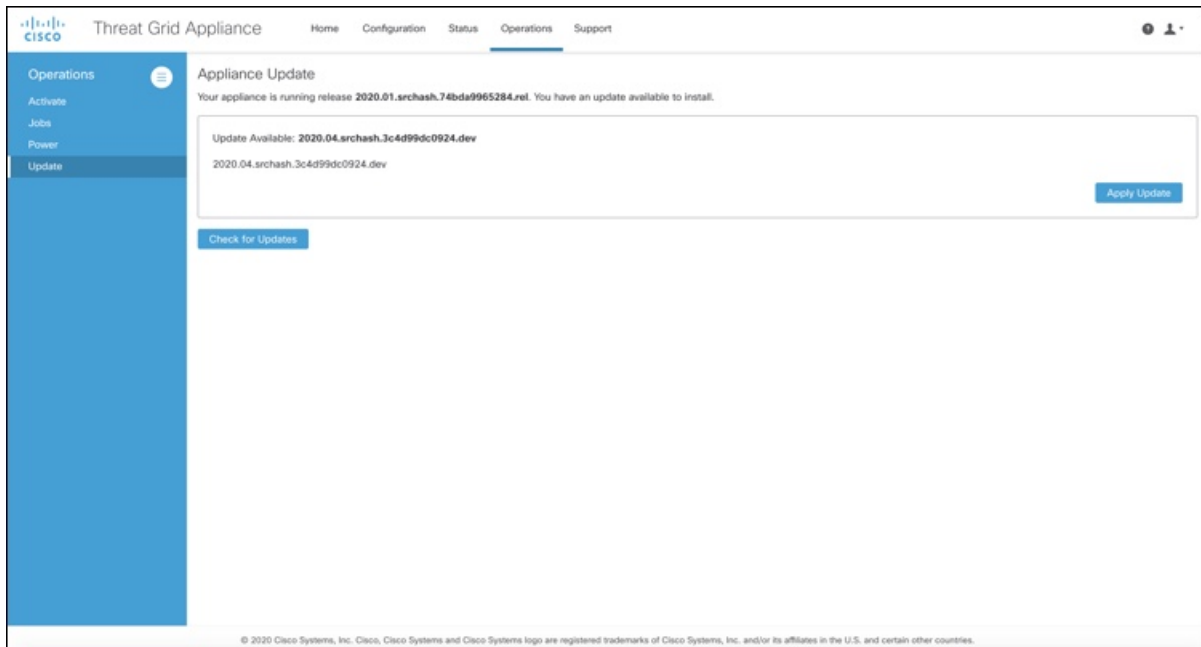 CISCO
Threat Grid Appliance
Home
Configuration
Status
Operations
Support
Operations
Activate
Jobs
Power
Update
Appliance Update
Your appliance is running release 2020.01.srchash.74bda9965284.rel. You have an update available to install.
Update Available: 2020.04.srchash.3c4d99dc0924.dev
2020.04.srchash.3c4d99dc0924.dev
Apply Update
Check for Updates
© 2020 Cisco Systems, Inc. Cisco, Cisco Systems and Cisco Systems logo are registered trademarks of Cisco Systems, Inc. and/or its affiliates in the U.S. and certain other countries.